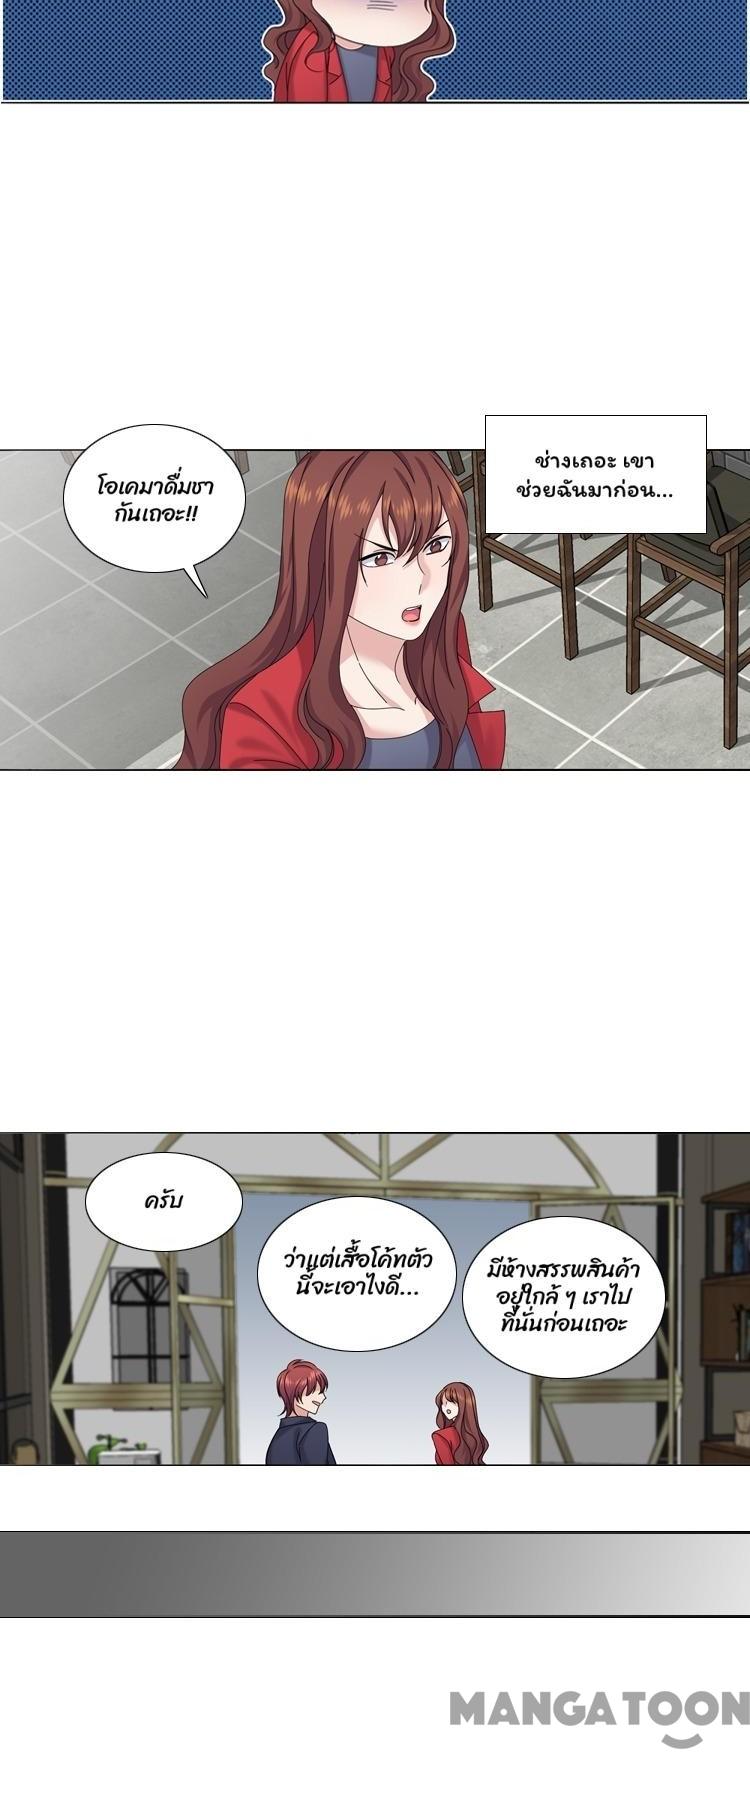 โอเคมาดื่มชา
กันเถอะ!!
ช่างเถอะ เขา
ช่วยฉันมาก่อน...
ครับ
ว่าแต่เสื้อโค้ทตัว
นี้จะเอาไงดี...
มีห้างสรรพสินค้า
อยู่ใกล้ ๆ เราไป
ที่นั่นก่อนเถอะ
MANGATOON